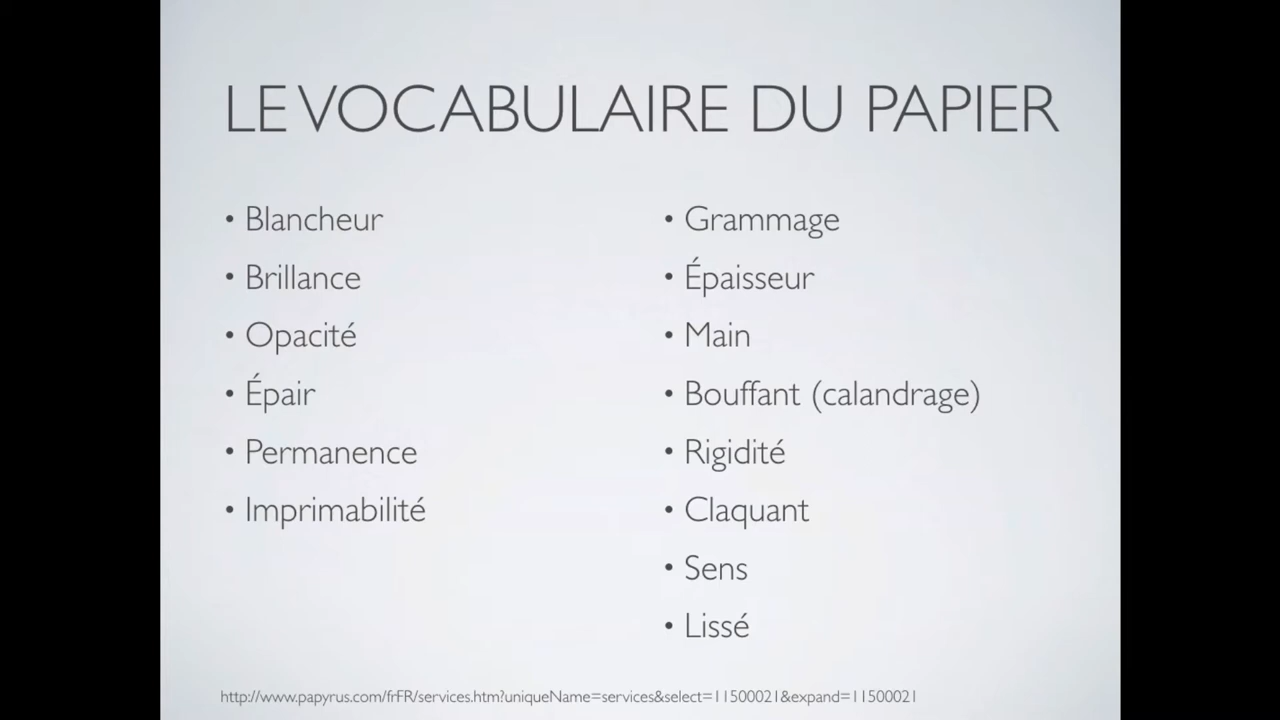 LE VOCABULAIRE DU PAPIER
• Blancheur
• Brillance
• Opacité
• Épair
• Permanence
• Imprimabilité
• Grammage
• Épaisseur
• Main
• Bouffant (calandrage)
• Rigidité
• Claquant
• Sens
• Lissé
http://www.papyrus.com/frFR/services.htm?uniqueName=services&select=11500021&expand=11500021